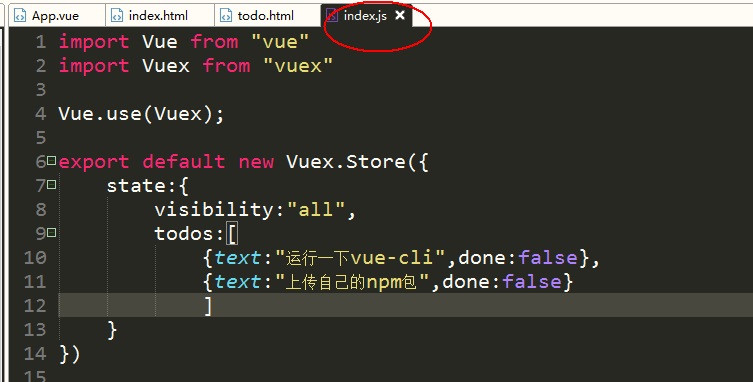 App.vue index.html todo.html index.js
1 import Vue from "vue"
2 import Vuex from "vuex"
3
4 Vue.use(Vuex);
5
6 export default new Vuex.Store({
7 state:{
8 visibility:"all",
9 todos:[
10 {text:"运行一下vue-cli",done:false},
11 {text:"上传自己的npm包",done:false}
12 ]
13 }
14 })